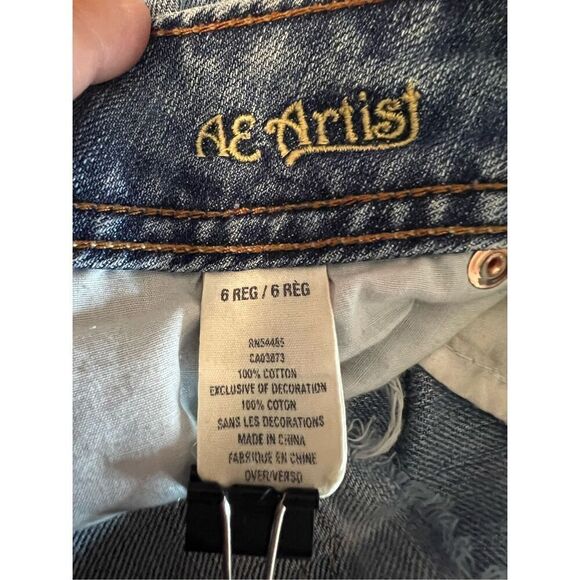 AE Artist
6 REG / 6 RÈG
RN54485
CA03873
100% COTTON
EXCLUSIVE OF DECORATION
100% COTON
SANS LES DECORATIONS
MADE IN CHINA
FABRIQUE EN CHINE
OVER/VERSO